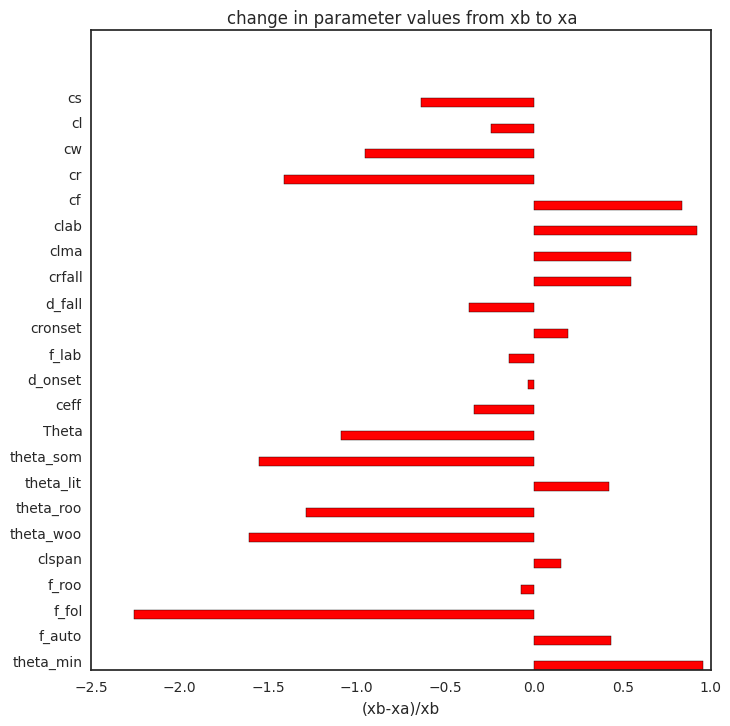 change in parameter values from xb to xa
cs
cl
cw
cr
cf
clab
clma
crfall
d_fall
cronset
f_lab
d_onset
ceff
Theta
theta_som
theta_lit
theta_roo
theta_woo
clspan
f_roo
f_fol
f_auto
theta_min
−2.5 −2.0 −1.5 −1.0 −0.5 0.0 0.5 1.0
(xb-xa)/xb